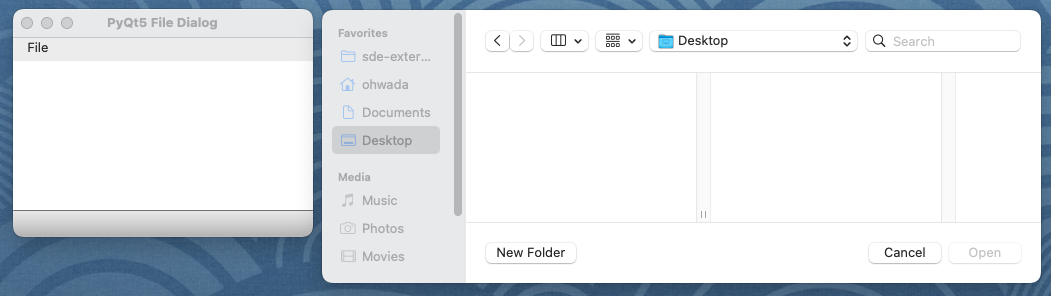 PyQt5 File Dialog
File
Favorites
sde-exter...
ohwada
Documents
Desktop
Media
Music
Photos
Movies
Desktop
Search
New Folder
Cancel
Open